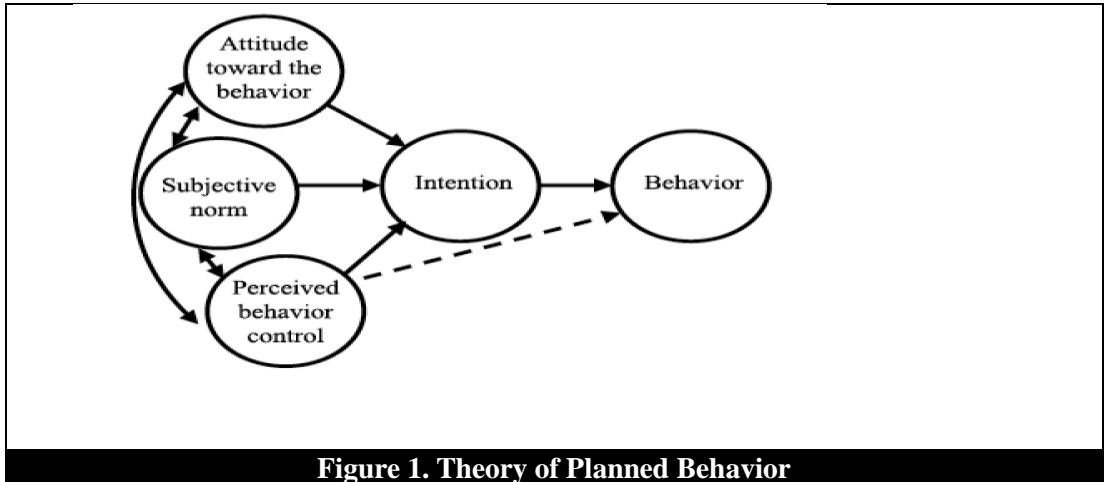 Attitude
toward the
behavior
Subjective
norm
Intention
Behavior
Perceived
behavior
control
Figure 1. Theory of Planned Behavior